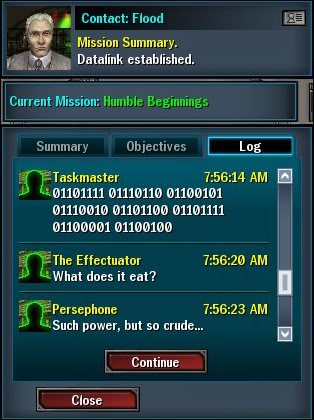 Contact: Flood
Mission Summary.
Datalink established.
Current Mission: Humble Beginnings
Summary Objectives Log
Taskmaster 7:56:14 AM
01101111 01110110 01100101
01110010 01101100 01101111
01100001 01100100
The Effectuator 7:56:20 AM
What does it eat?
Persephone 7:56:23 AM
Such power, but so crude...
Continue
Close